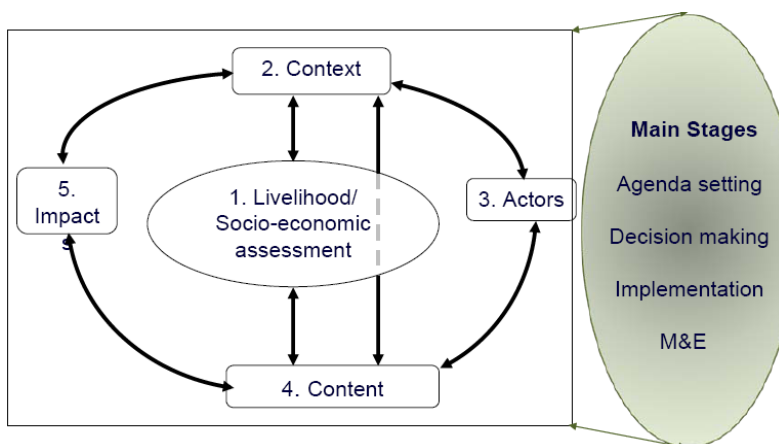 2. Context
5.
Impact
s
1. Livelihood/
Socio-economic
assessment
3. Actors
4. Content
Main Stages
Agenda setting
Decision making
Implementation
M&E